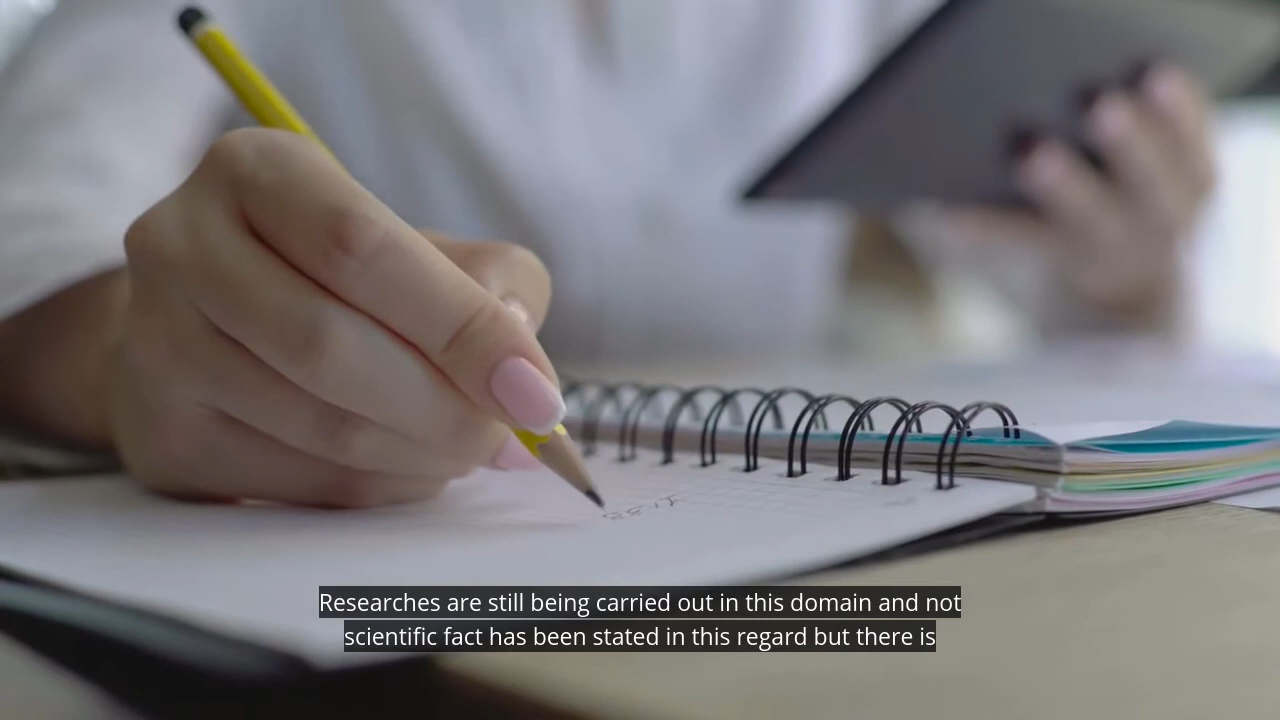 Researches are still being carried out in this domain and not
scientific fact has been stated in this regard but there is